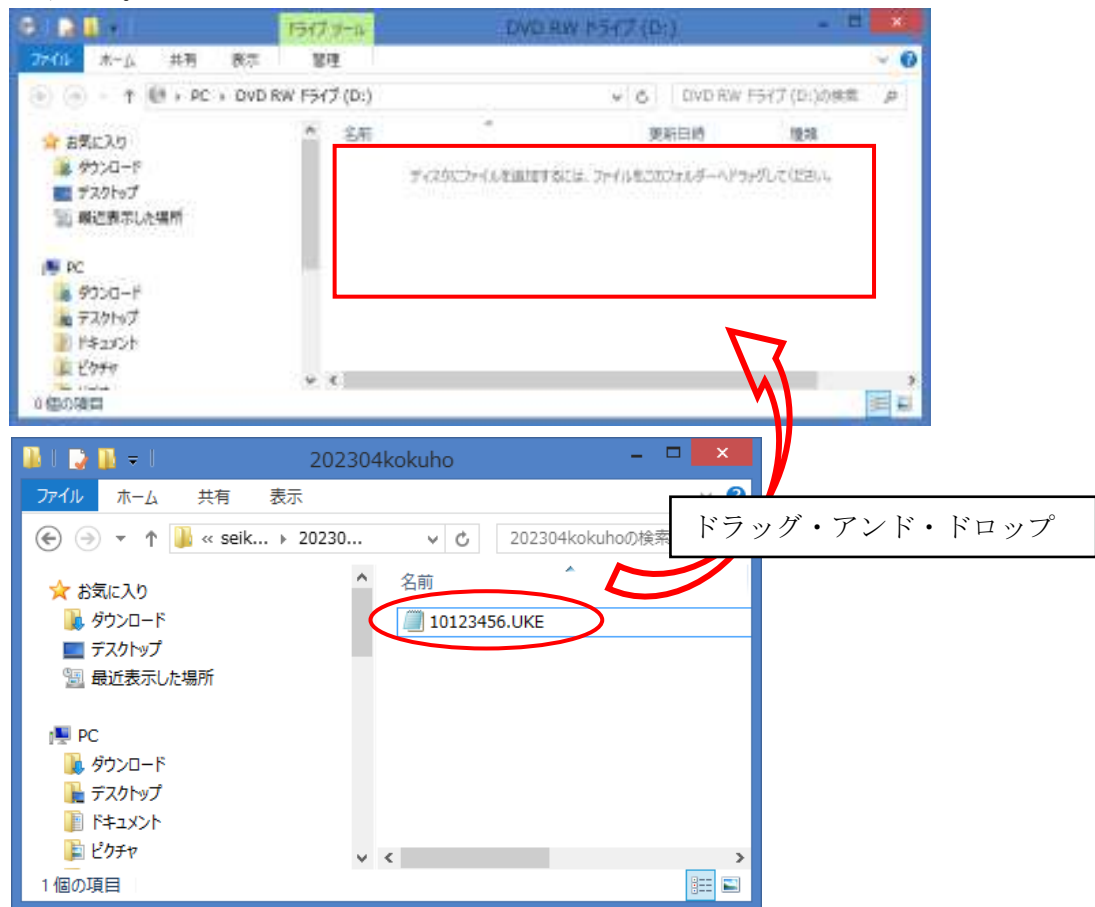 ドライブ ツール
DVD RW ドライブ (D:)
ファイル ホーム 共有 表示 管理
PC DVD RW ドライブ (D:)
DVD RW ドライブ (D:)の検索
名前 更新日時 種類
お気に入り
ダウンロード
デスクトップ
最近表示した場所
PC
ダウンロード
デスクトップ
ドキュメント
ピクチャ
ディスクにファイルを追加するには、ファイルをこのフォルダーへドラッグしてください。
0 個の項目
202304kokuho
ファイル ホーム 共有 表示
« seik... 20230...
202304kokuhoの検索
ドラッグ・アンド・ドロップ
名前
お気に入り
ダウンロード
デスクトップ
最近表示した場所
PC
ダウンロード
デスクトップ
ドキュメント
ピクチャ
10123456.UKE
1 個の項目